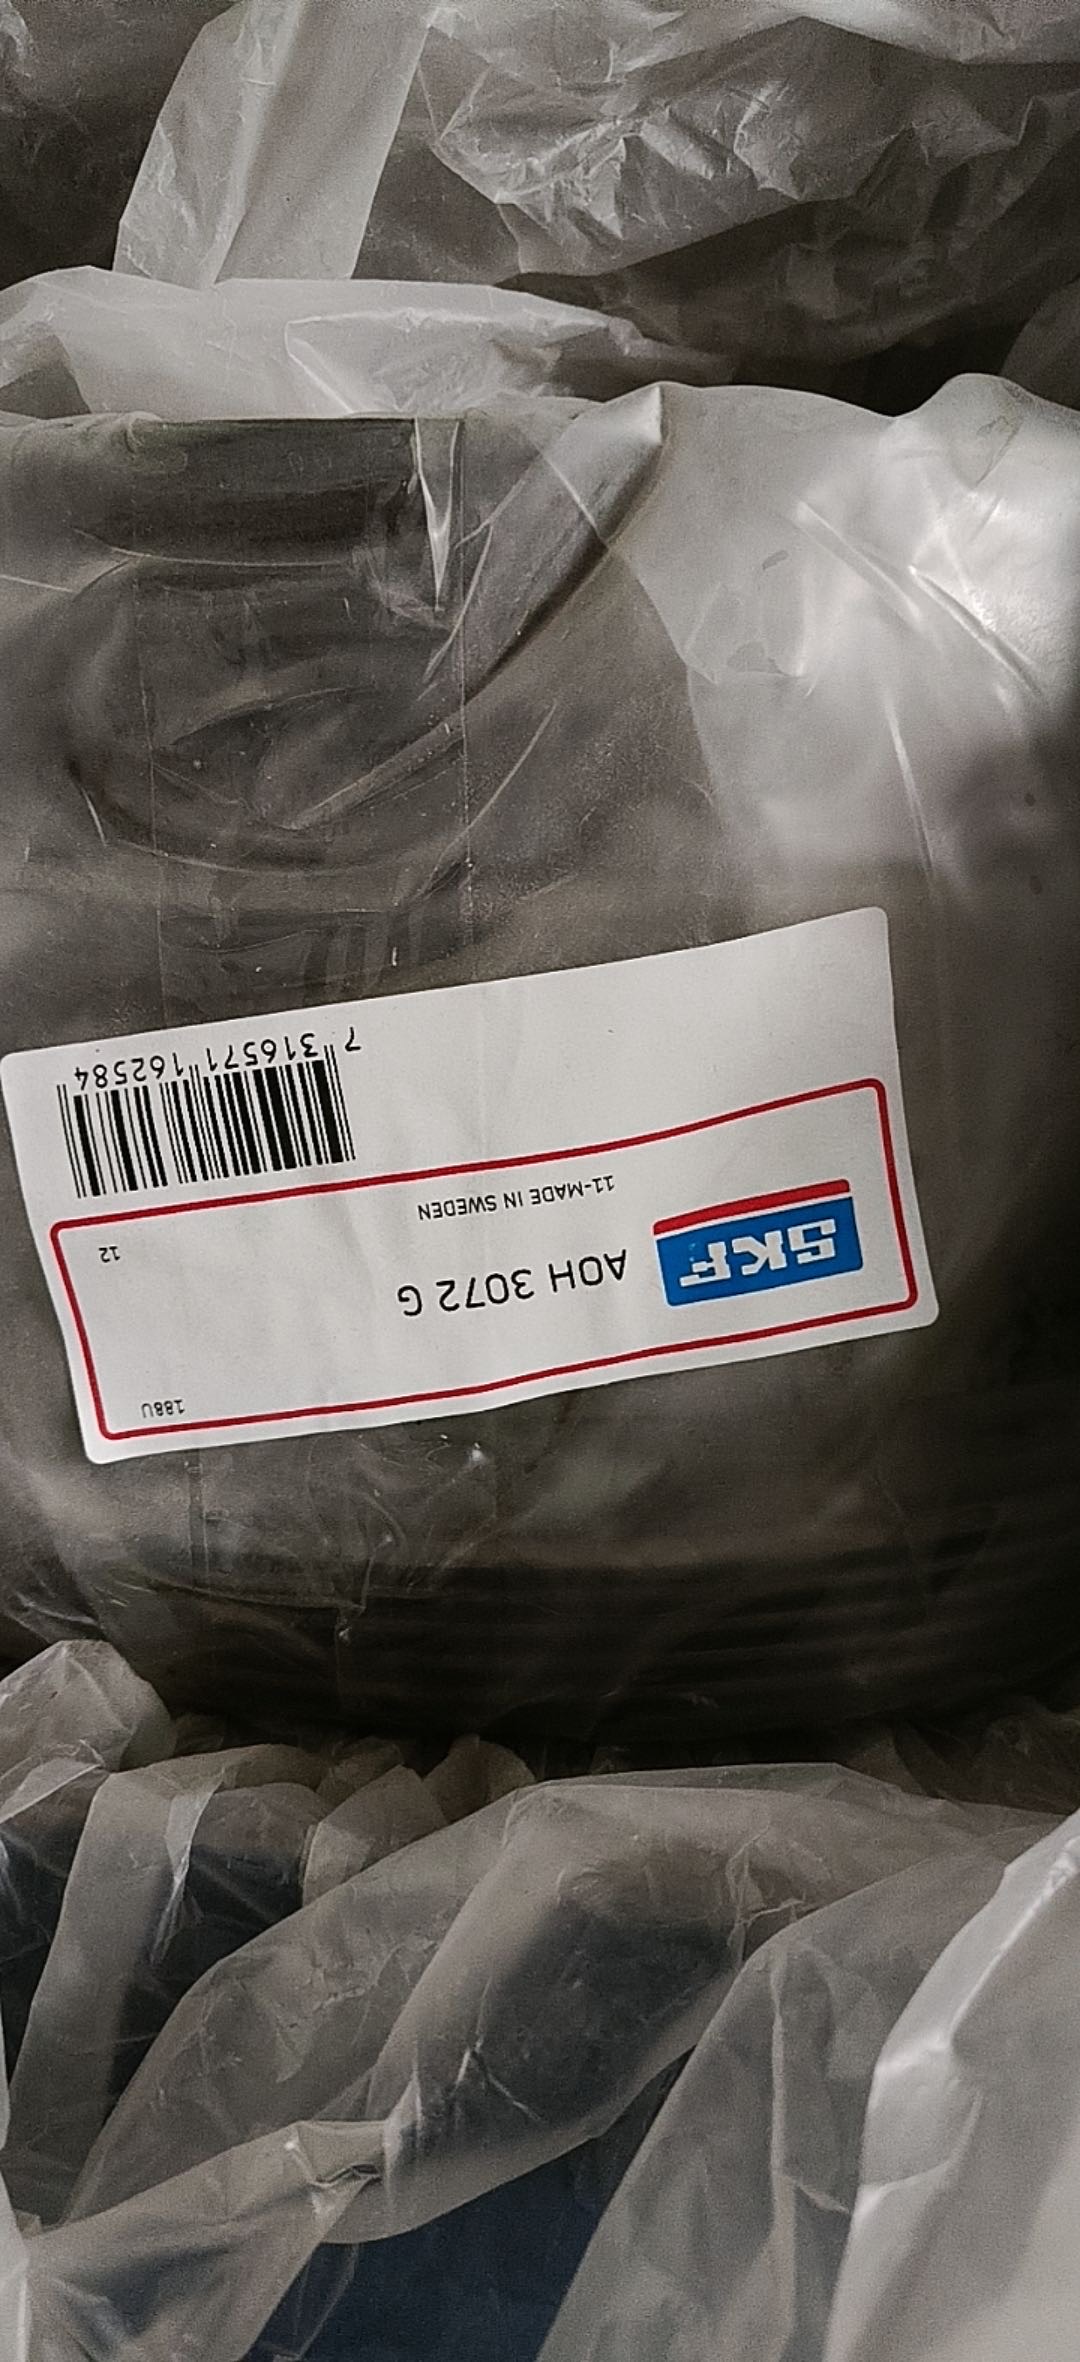 188U
SKF
AOH 3072 G
12
11-MADE IN SWEDEN
7 316571 162584